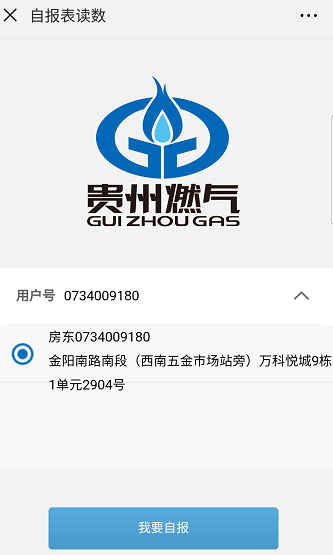 自报表读数
贵州燃气
GUIZHOUGAS
用户号 0734009180
房东0734009180
金阳南路南段（西南五金市场站旁）万科悦城9栋
1单元2904号
我要自报